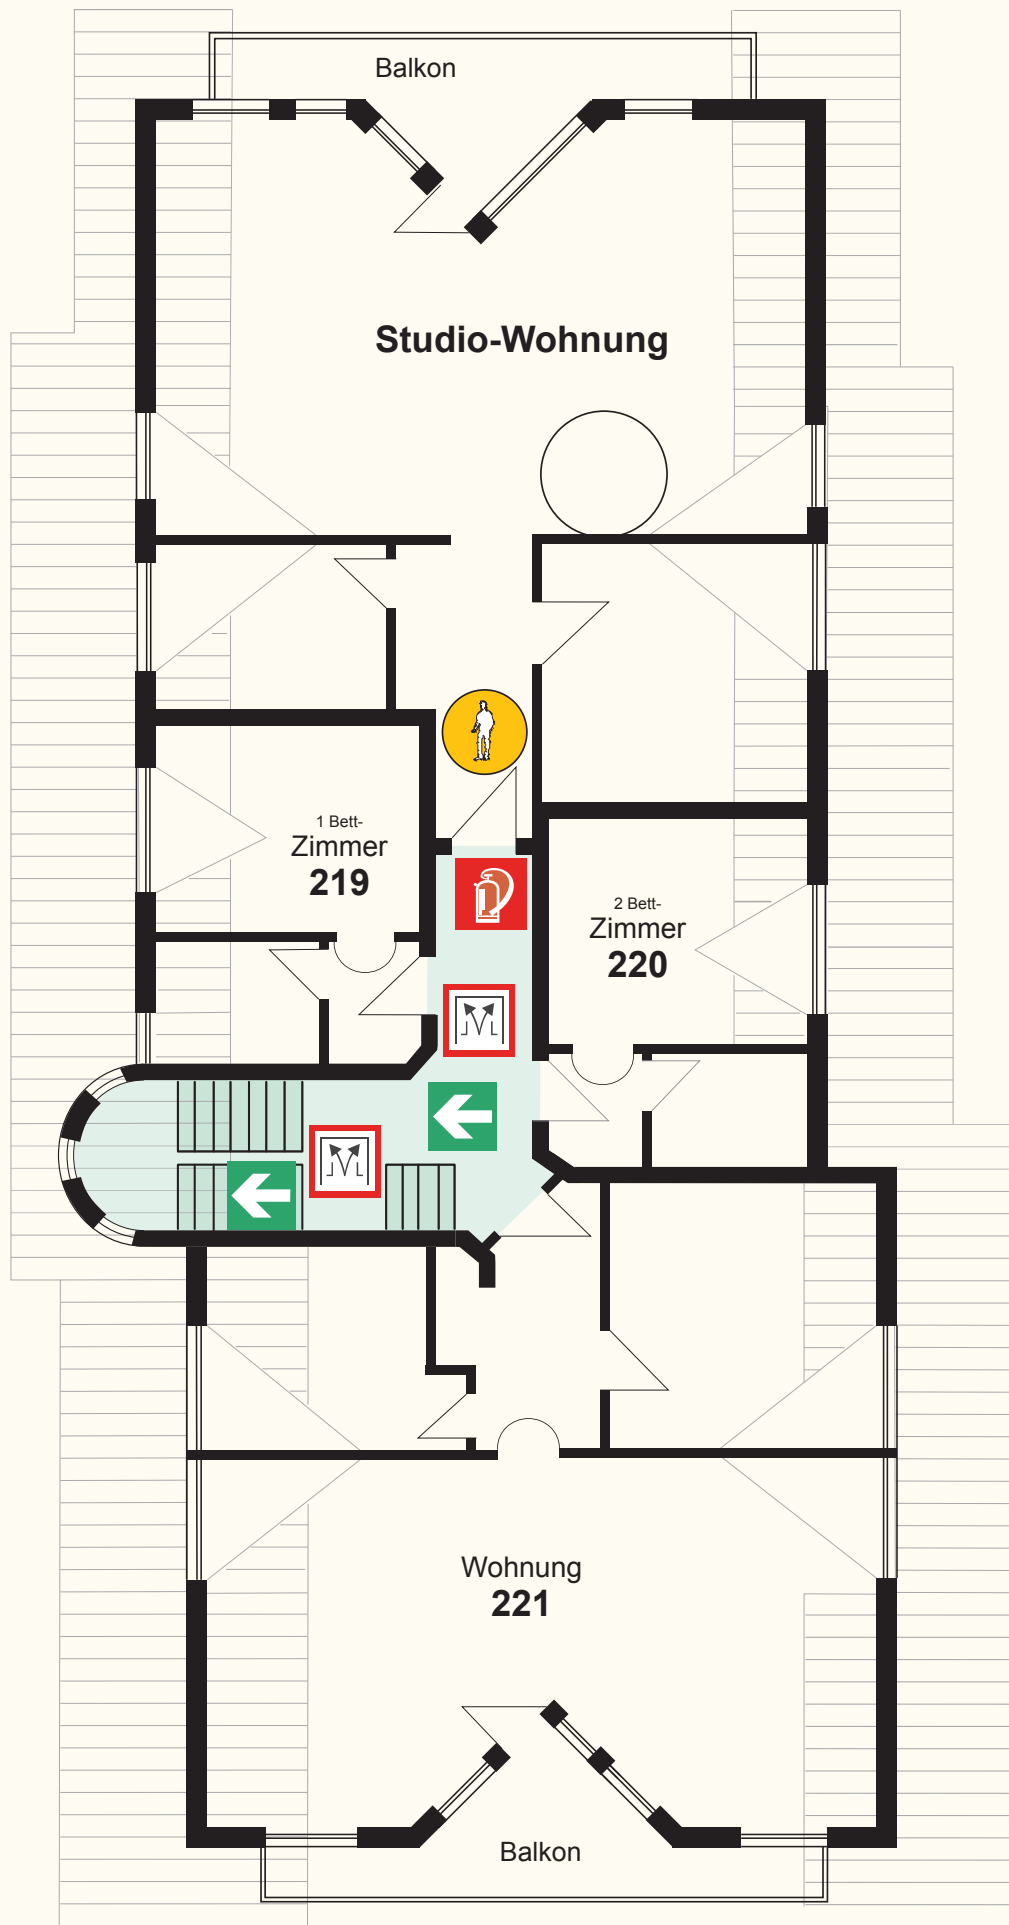 Balkon
Studio-Wohnung
1 Bett-
Zimmer
219
2 Bett-
Zimmer
220
Wohnung
221
Balkon